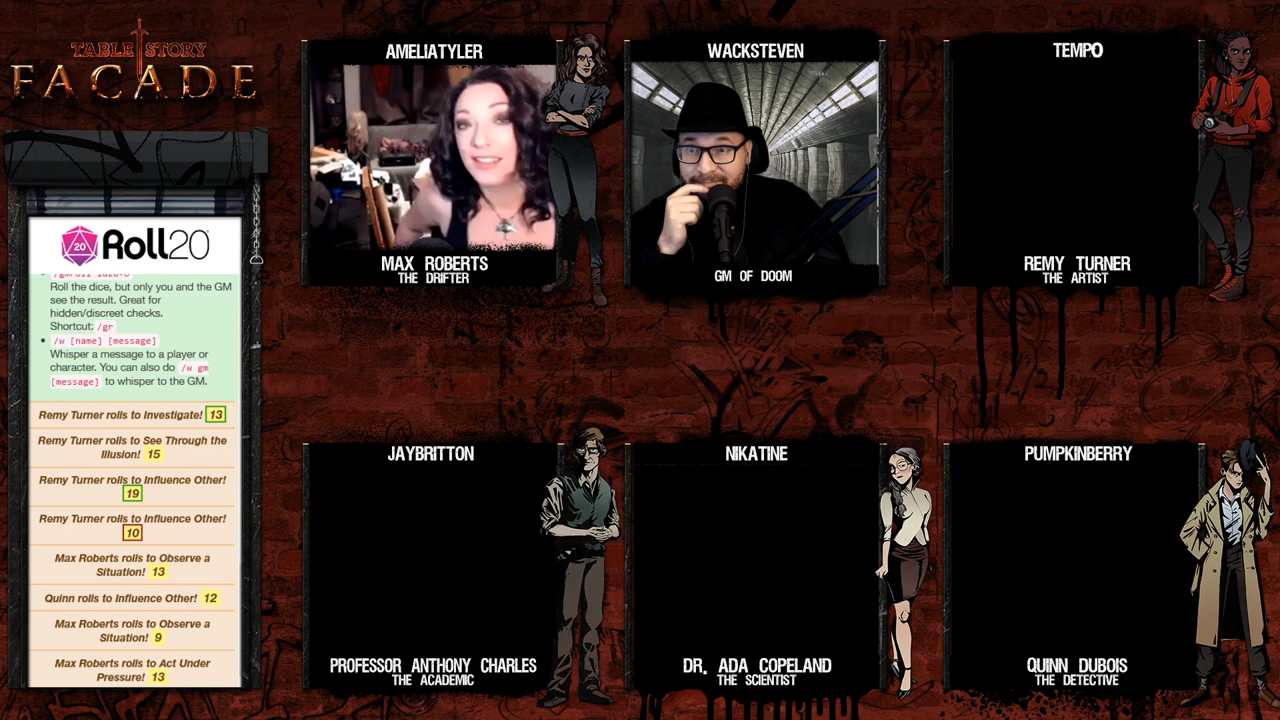 TABLE STORY
FACADE
20
Roll20
Roll the dice, but only you and the GM
see the result. Great for
hidden/discreet checks.
Shortcut: /gr
• /w [name] [message]
Whisper a message to a player or
character. You can also do /w gm
[message] to whisper to the GM.
Remy Turner rolls to Investigate! 13
Remy Turner rolls to See Through the
Illusion! 15
Remy Turner rolls to Influence Other!
19
Remy Turner rolls to Influence Other!
10
Max Roberts rolls to Observe a
Situation! 13
Quinn rolls to Influence Other! 12
Max Roberts rolls to Observe a
Situation! 9
Max Roberts rolls to Act Under
Pressure! 13
AMELIATYLER
MAX ROBERTS
THE DRIFTER
WACKSTEVEN
GM OF DOOM
TEMPO
REMY TURNER
THE ARTIST
JAYBRITTON
PROFESSOR ANTHONY CHARLES
THE ACADEMIC
NIKATINE
DR. ADA COPELAND
THE SCIENTIST
PUMPKINBERRY
QUINN DUBOIS
THE DETECTIVE